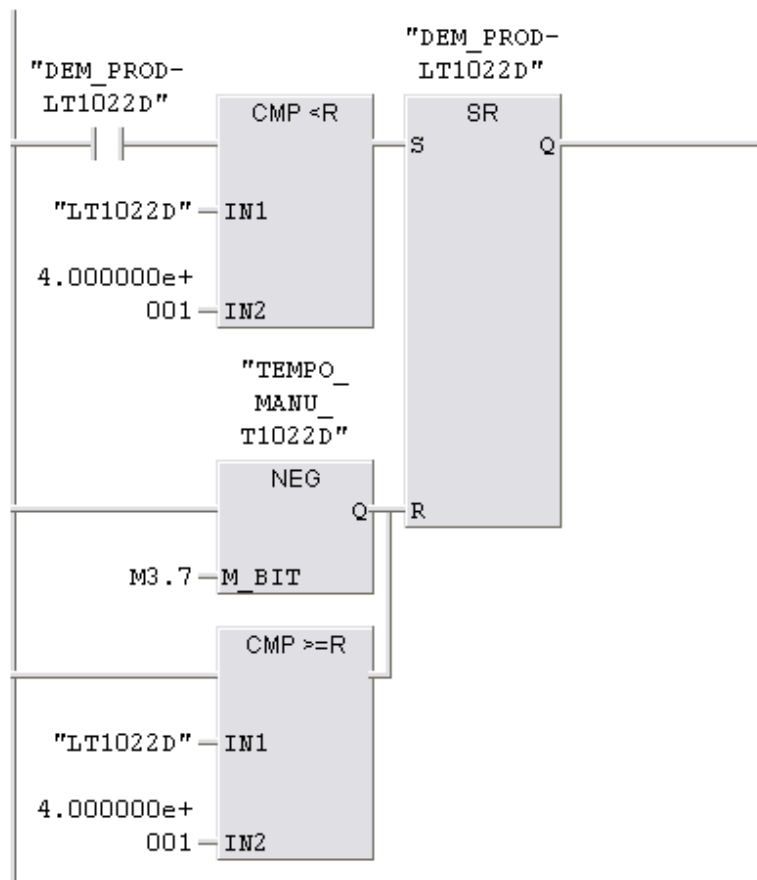 "DEM_PROD-
LT1022D"
"DEM_PROD-
LT1022D"
CMP <R
SR
S
Q
"LT1022D"
IN1
4.000000e+
001
IN2
"TEMPO_
MANU_
T1022D"
NEG
Q
R
M3.7
M_BIT
CMP >=R
"LT1022D"
IN1
4.000000e+
001
IN2